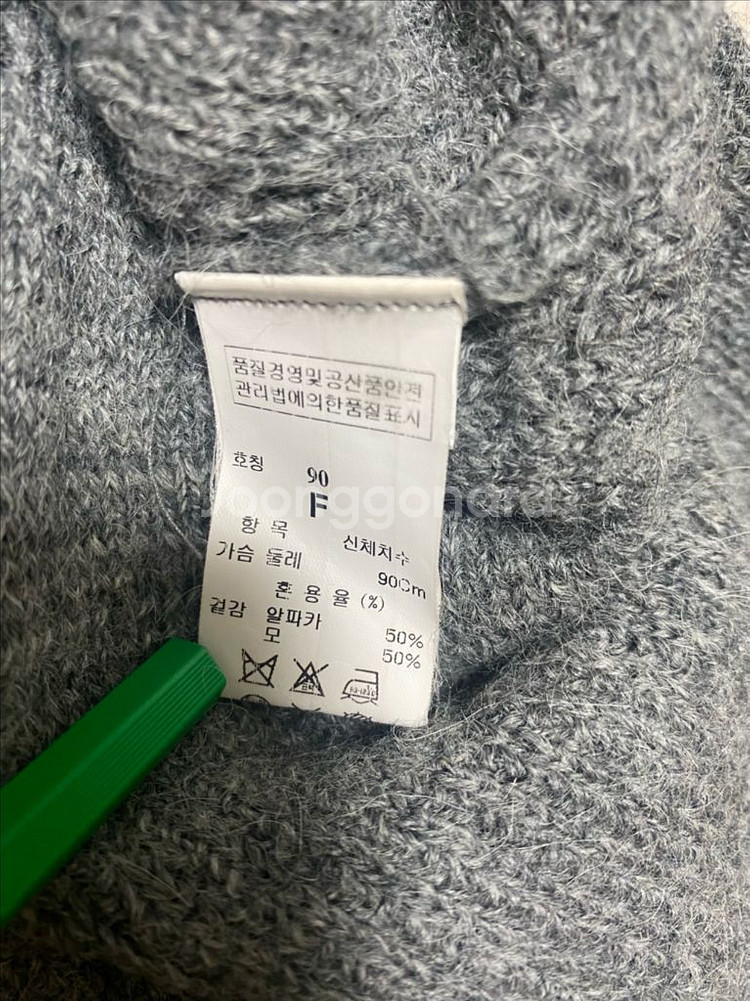 품질경영및공산품안전
관리법에의한품질표시
호칭 90
F
항 목 신체치수
가슴 둘레 90Cm
혼 용 율 (%)
겉감 알파카 50%
모 50%
joonggonara